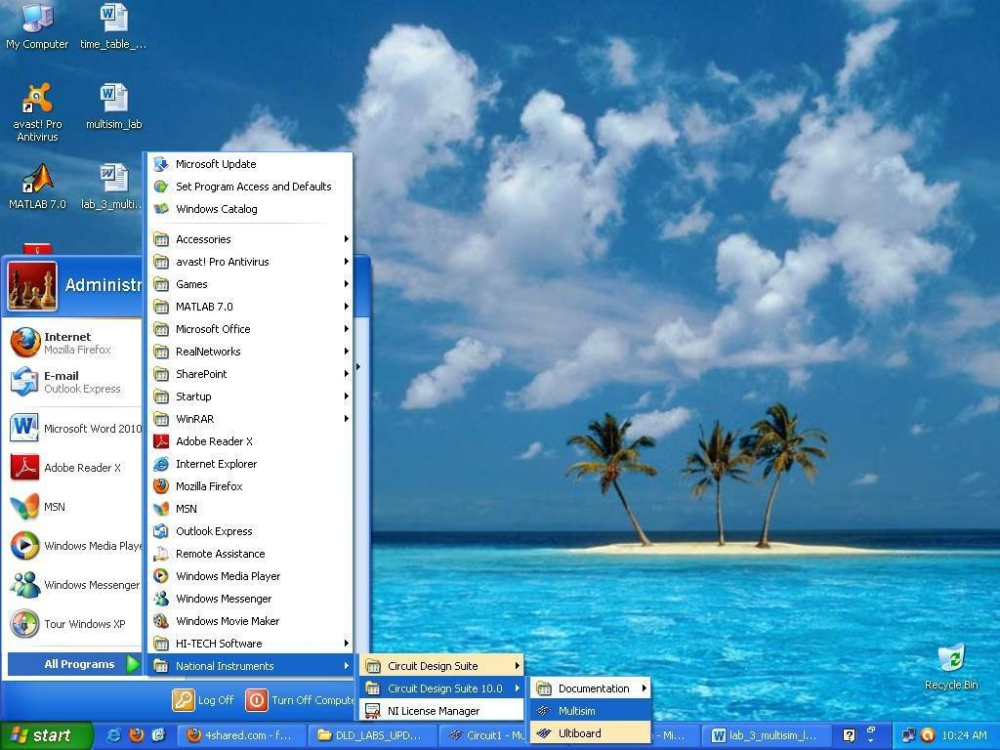 My Computer
time_table_...
avast! Pro
Antivirus
multisim_lab
MATLAB 7.0
lab_3_multi...
Administr
Internet
Mozilla Firefox
E-mail
Outlook Express
Microsoft Word 2010
Adobe Reader X
MSN
Windows Media Playe
Windows Messenger
Tour Windows XP
All Programs
Log Off
Turn Off Compute
Microsoft Update
Set Program Access and Defaults
Windows Catalog
Accessories
avast! Pro Antivirus
Games
MATLAB 7.0
Microsoft Office
RealNetworks
SharePoint
Startup
WinRAR
Adobe Reader X
Internet Explorer
Mozilla Firefox
MSN
Outlook Express
Remote Assistance
Windows Media Player
Windows Messenger
Windows Movie Maker
HI-TECH Software
National Instruments
Circuit Design Suite
Circuit Design Suite 10.0
NI License Manager
Documentation
Multisim
Ultiboard
Recycle Bin
start
4shared.com - f...
DLD_LABS_UPD...
Circuit1 - Mu
- Mi...
lab_3_multisim_l...
10:24 AM